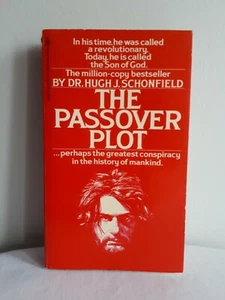 In his time, he was called
a revolutionary.
Today, he is called
the Son of God.
The million-copy bestseller
BY DR. HUGH J. SCHONFIELD
THE
PASSOVER
PLOT
...perhaps the greatest conspiracy
in the history of mankind.